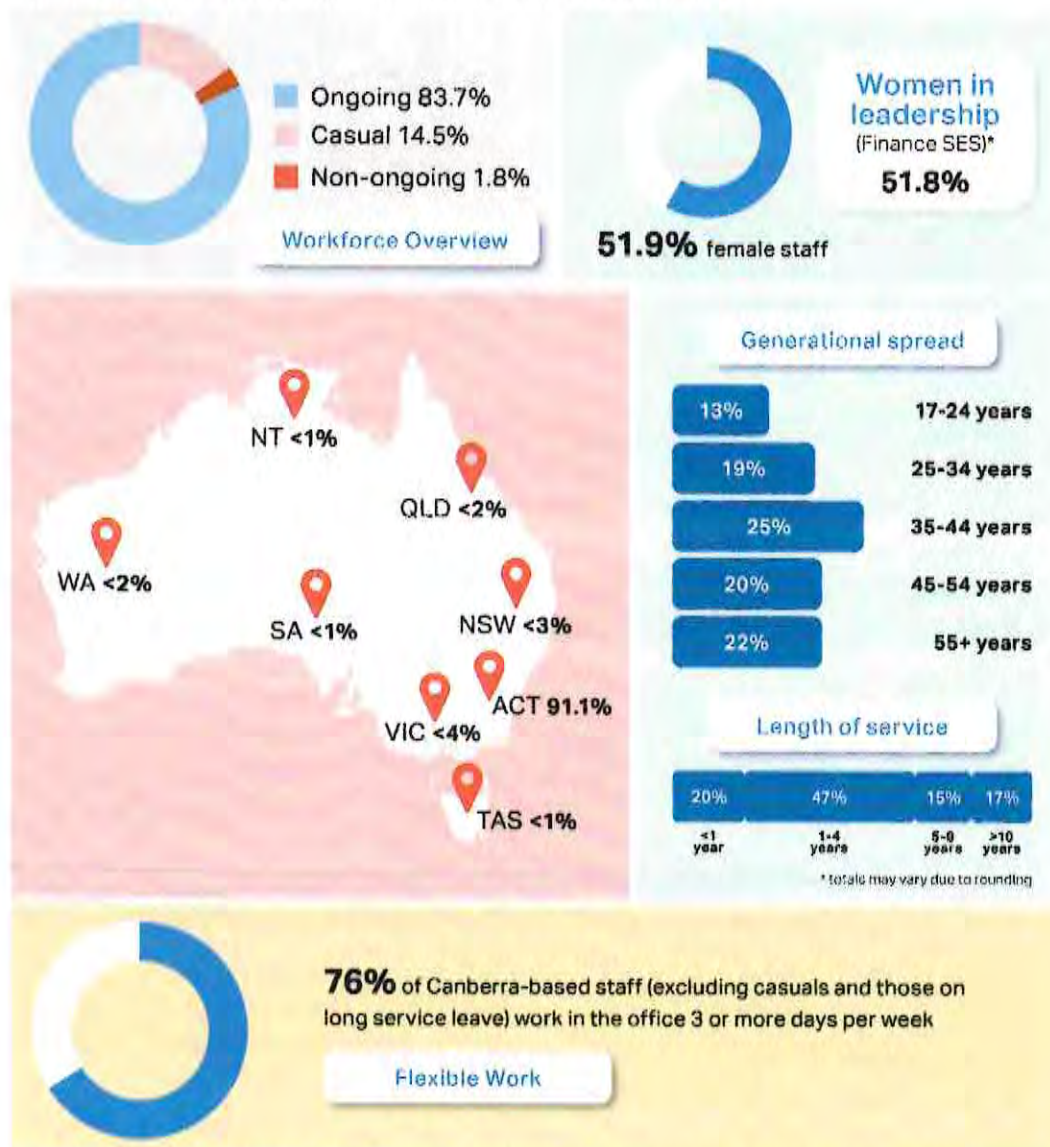 Ongoing 83.7%
Casual 14.5%
Non-ongoing 1.8%
Workforce Overview
Women in
leadership
(Finance SES)*
51.8%
51.9% female staff
NT <1%
QLD <2%
WA <2%
SA <1%
NSW <3%
ACT 91.1%
VIC <4%
TAS <1%
Generational spread
13% 17-24 years
19% 25-34 years
25% 35-44 years
20% 45-54 years
22% 55+ years
Length of service
20% 47% 15% 17%
<1 1-4 5-9 >10
year years years years
* totals may vary due to rounding
76% of Canberra-based staff (excluding casuals and those on
long service leave) work in the office 3 or more days per week
Flexible Work